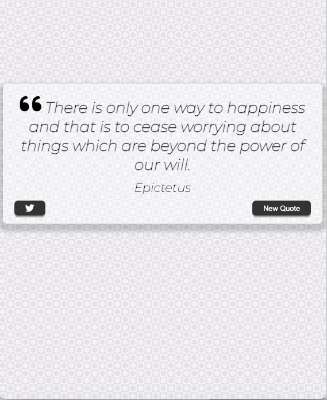 ❝ There is only one way to happiness
and that is to cease worrying about
things which are beyond the power of
our will.
Epictetus
New Quote